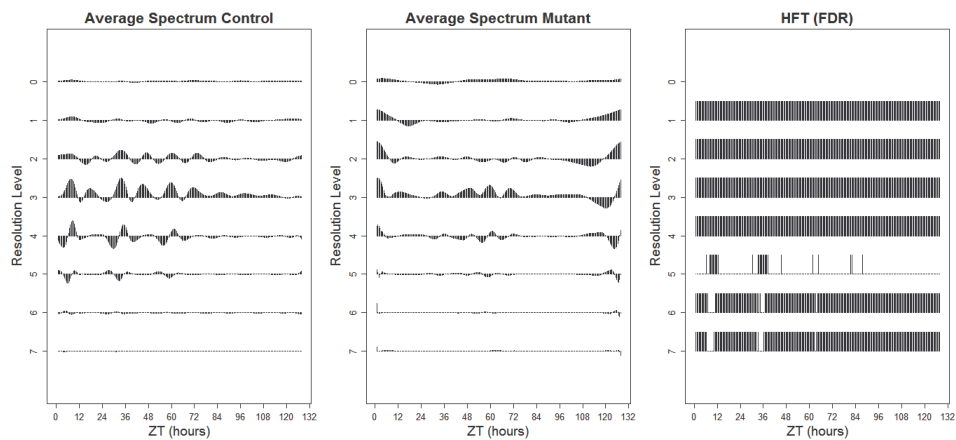 Average Spectrum Control
Average Spectrum Mutant
HFT (FDR)
Resolution Level
0
1
2
3
4
5
6
7
0 12 24 36 48 60 72 84 96 108 120 132
ZT (hours)
Resolution Level
0
1
2
3
4
5
6
7
0 12 24 36 48 60 72 84 96 108 120 132
ZT (hours)
Resolution Level
0
1
2
3
4
5
6
7
0 12 24 36 48 60 72 84 96 108 120 132
ZT (hours)